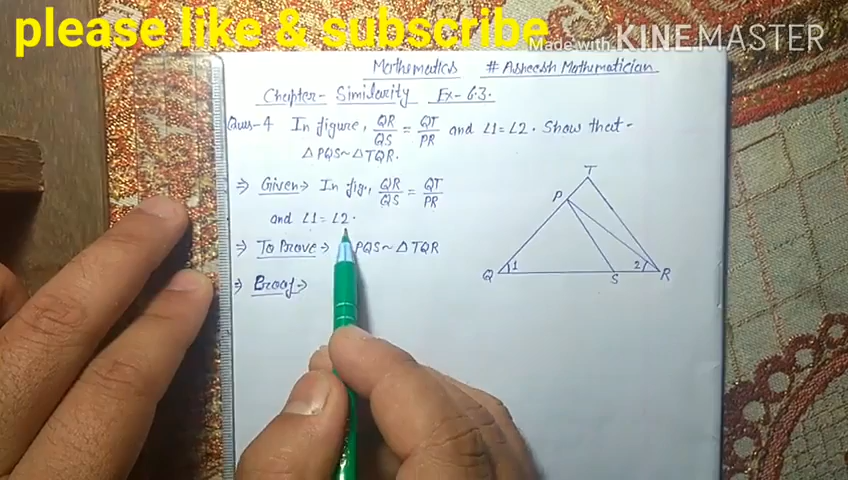 please like & subscribe
Made with KINEMASTER
Mathematics # Asheesh Mathematician
Chapter- Similarity Ex- 6.3.
Ques-4 In figure, QR/QS = QT/PR and ∠1=∠2. Show that-
△PQS~△TQR.
⇒ Given→ In fig., QR/QS = QT/PR
and ∠1=∠2.
⇒ To Prove→ PQS~△TQR
⇒ Proof→
T
P
Q 1 S 2 R